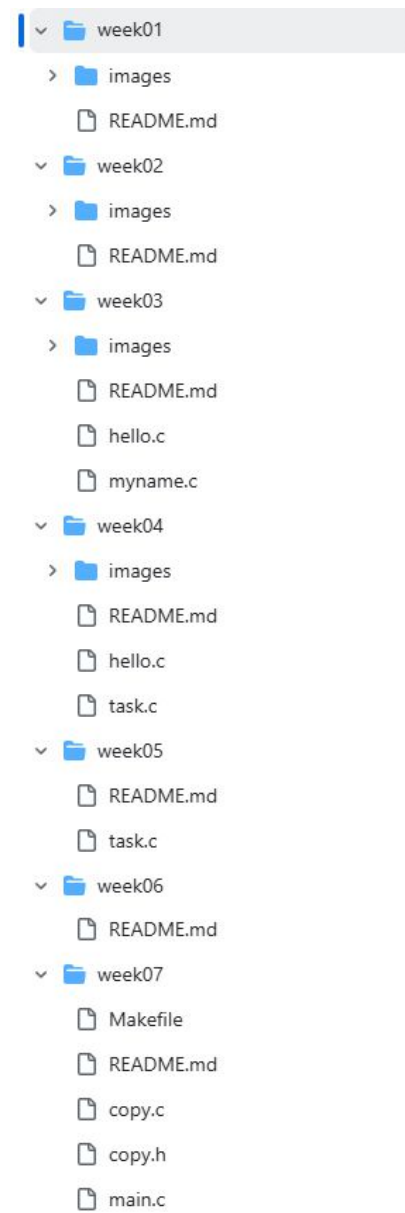 week01
images
README.md
week02
images
README.md
week03
images
README.md
hello.c
myname.c
week04
images
README.md
hello.c
task.c
week05
README.md
task.c
week06
README.md
week07
Makefile
README.md
copy.c
copy.h
main.c